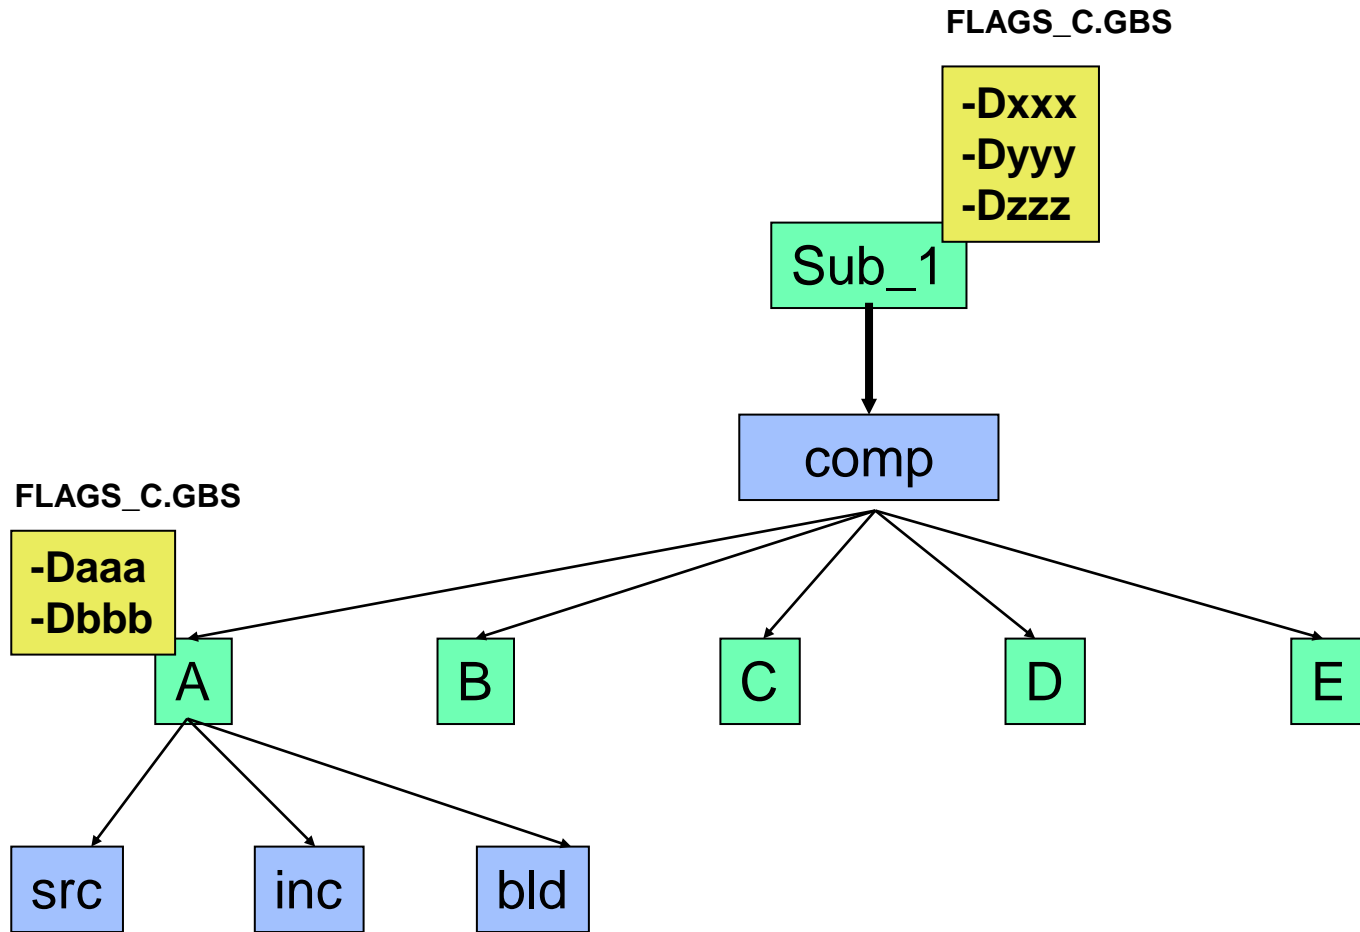 FLAGS_C.GBS
-Dxxx
-Dyyy
-Dzzz
Sub_1
comp
FLAGS_C.GBS
-Daaa
-Dbbb
A
B
C
D
E
src
inc
bld